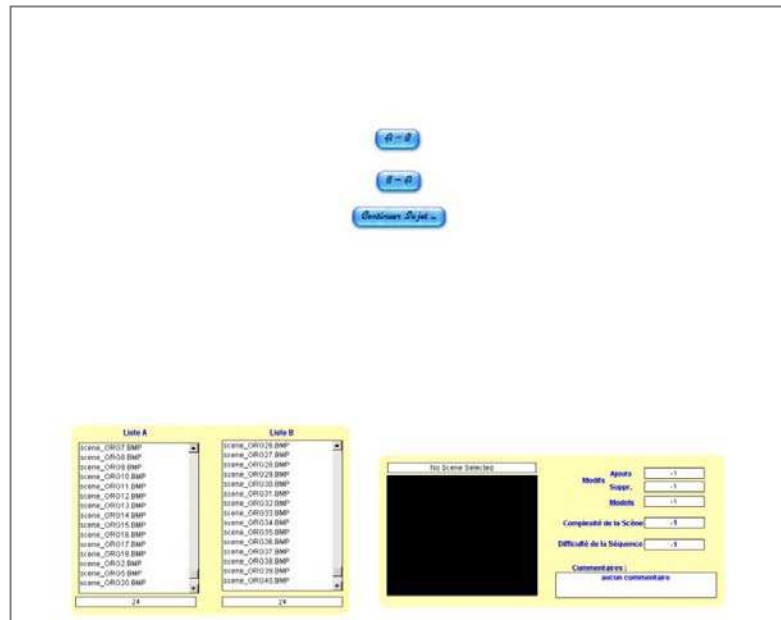 A - B
B - A
Continuer Sujet ...
Liste A
scene_ORG7.BMP
scene_ORG8.BMP
scene_ORG9.BMP
scene_ORG10.BMP
scene_ORG11.BMP
scene_ORG12.BMP
scene_ORG13.BMP
scene_ORG14.BMP
scene_ORG15.BMP
scene_ORG16.BMP
scene_ORG17.BMP
scene_ORG2.BMP
scene_ORG5.BMP
scene_ORG20.BMP
24
Liste B
scene_ORG26.BMP
scene_ORG27.BMP
scene_ORG28.BMP
scene_ORG29.BMP
scene_ORG30.BMP
scene_ORG31.BMP
scene_ORG32.BMP
scene_ORG33.BMP
scene_ORG34.BMP
scene_ORG35.BMP
scene_ORG36.BMP
scene_ORG37.BMP
scene_ORG38.BMP
scene_ORG39.BMP
scene_ORG40.BMP
24
No Scene Selected
Modifs
Ajouts -1
Suppr. -1
Models -1
Complexité de la Scène -1
Difficulté de la Séquence -1
Commentaires :
aucun commentaire